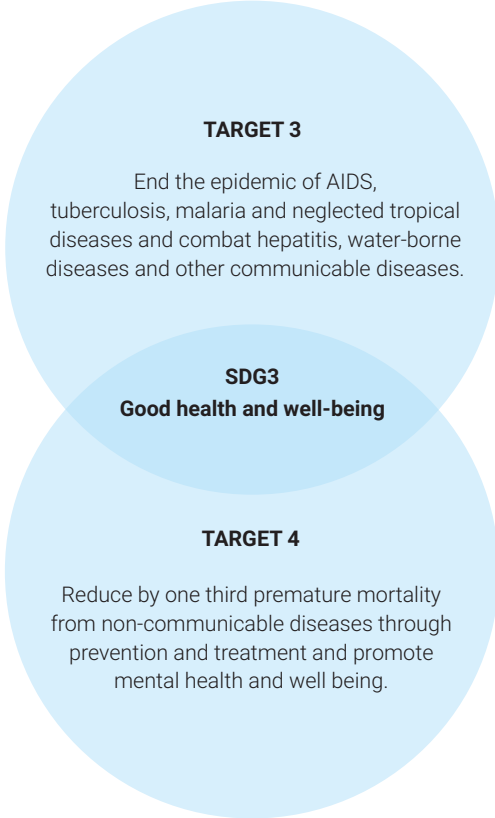 TARGET 3
End the epidemic of AIDS,
tuberculosis, malaria and neglected tropical
diseases and combat hepatitis, water-borne
diseases and other communicable diseases.
SDG3
Good health and well-being
TARGET 4
Reduce by one third premature mortality
from non-communicable diseases through
prevention and treatment and promote
mental health and well being.